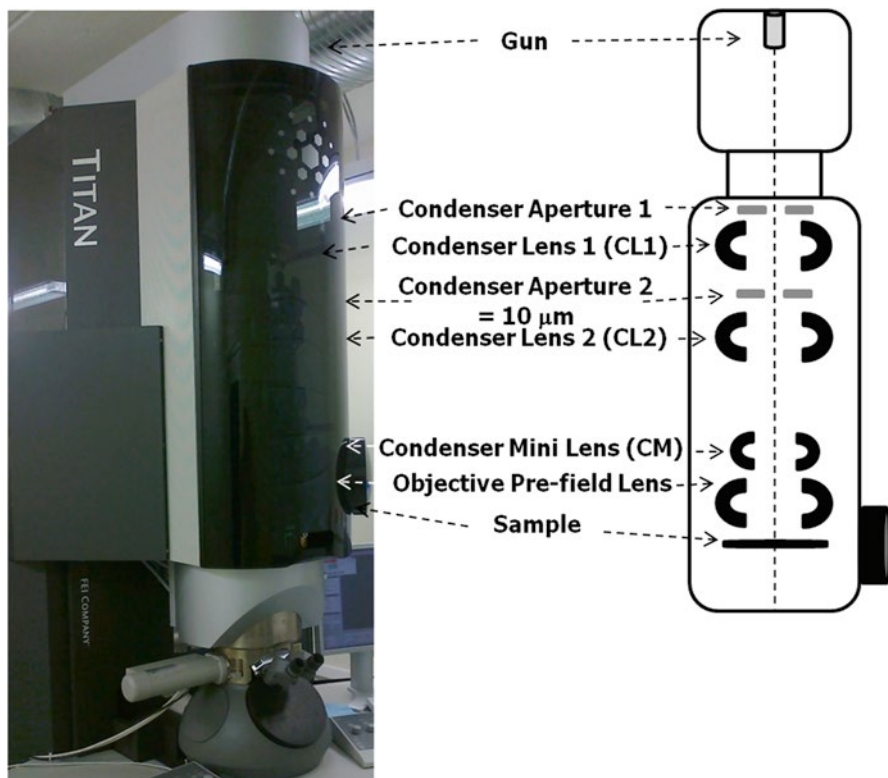 Gun
TITAN
Condenser Aperture 1
Condenser Lens 1 (CL1)
Condenser Aperture 2
= 10 μm
Condenser Lens 2 (CL2)
Condenser Mini Lens (CM)
Objective Pre-field Lens
Sample
FEI COMPANY